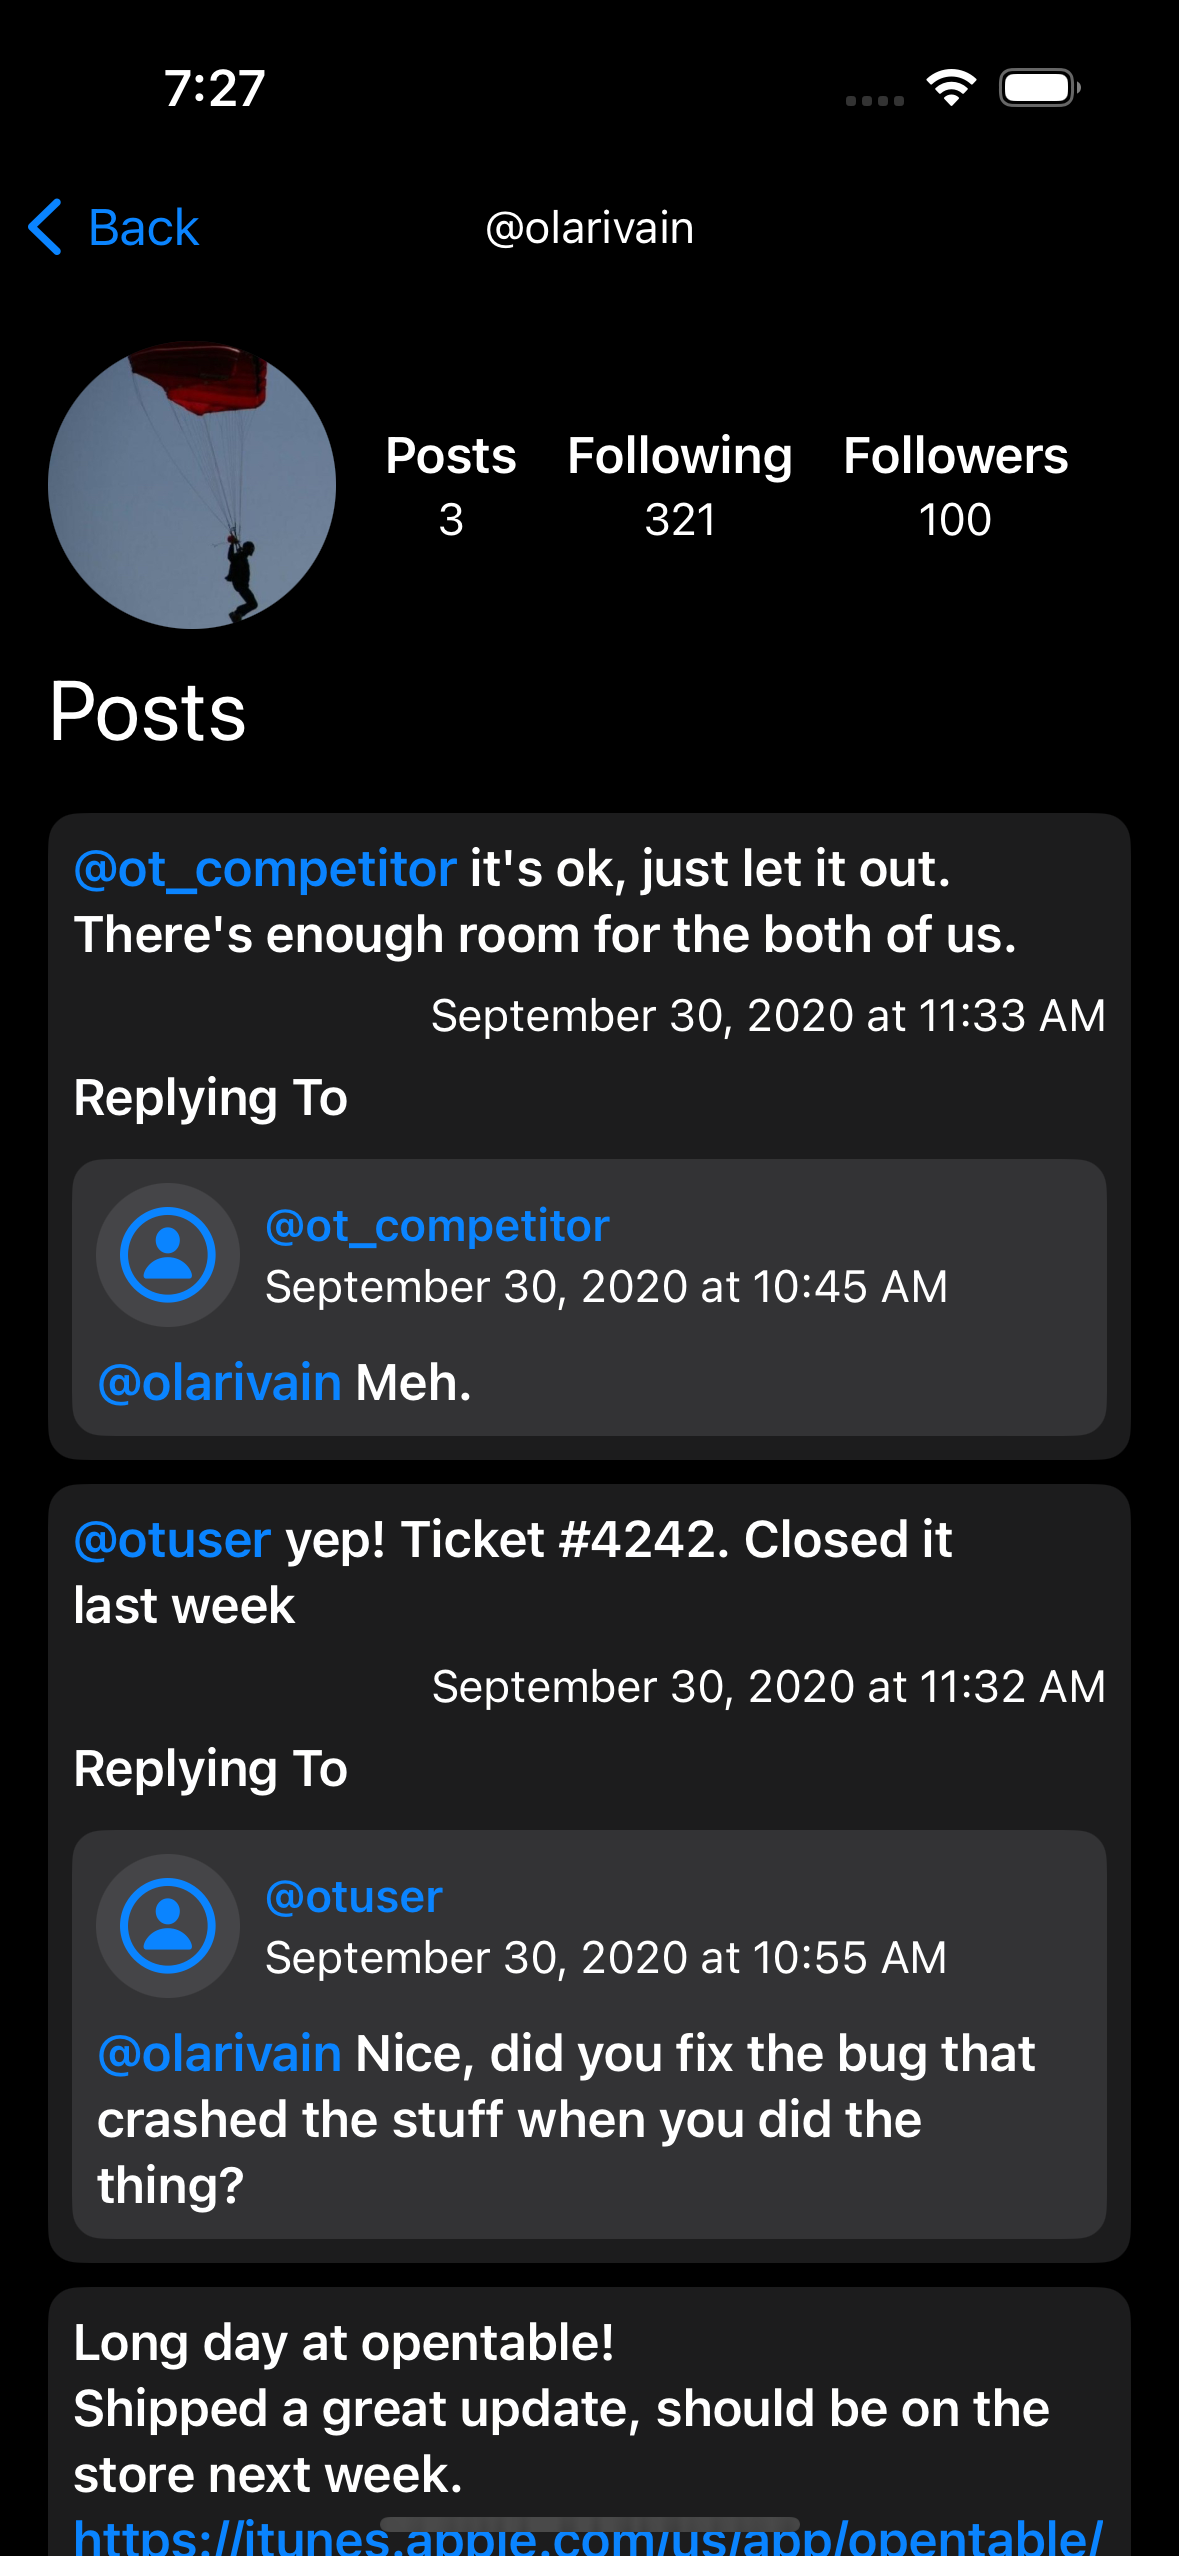 7:27
Back
@olarivain
Posts Following Followers
3 321 100
Posts
@ot_competitor it's ok, just let it out.
There's enough room for the both of us.
September 30, 2020 at 11:33 AM
Replying To
@ot_competitor
September 30, 2020 at 10:45 AM
@olarivain Meh.
@otuser yep! Ticket #4242. Closed it
last week
September 30, 2020 at 11:32 AM
Replying To
@otuser
September 30, 2020 at 10:55 AM
@olarivain Nice, did you fix the bug that
crashed the stuff when you did the
thing?
Long day at opentable!
Shipped a great update, should be on the
store next week.
https://itunes.apple.com/us/app/opentable/